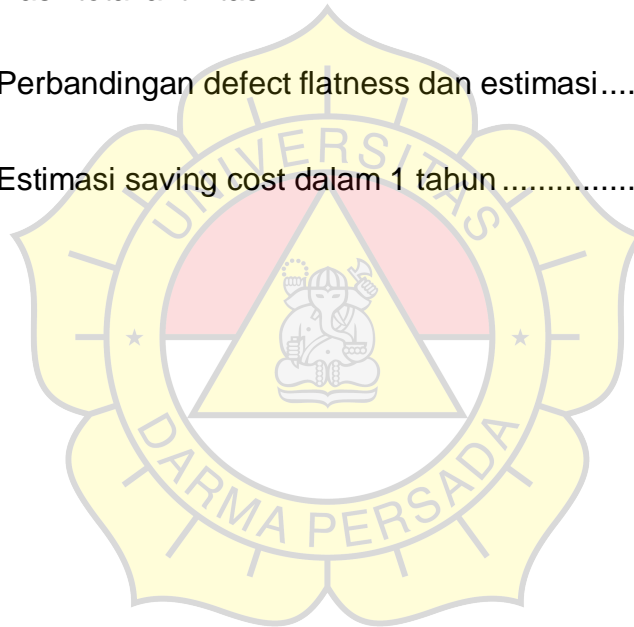 Perbandingan defect flatness dan estimasi....
Estimasi saving cost dalam 1 tahun...............
UNIVERSITAS
DARMA PERSADA